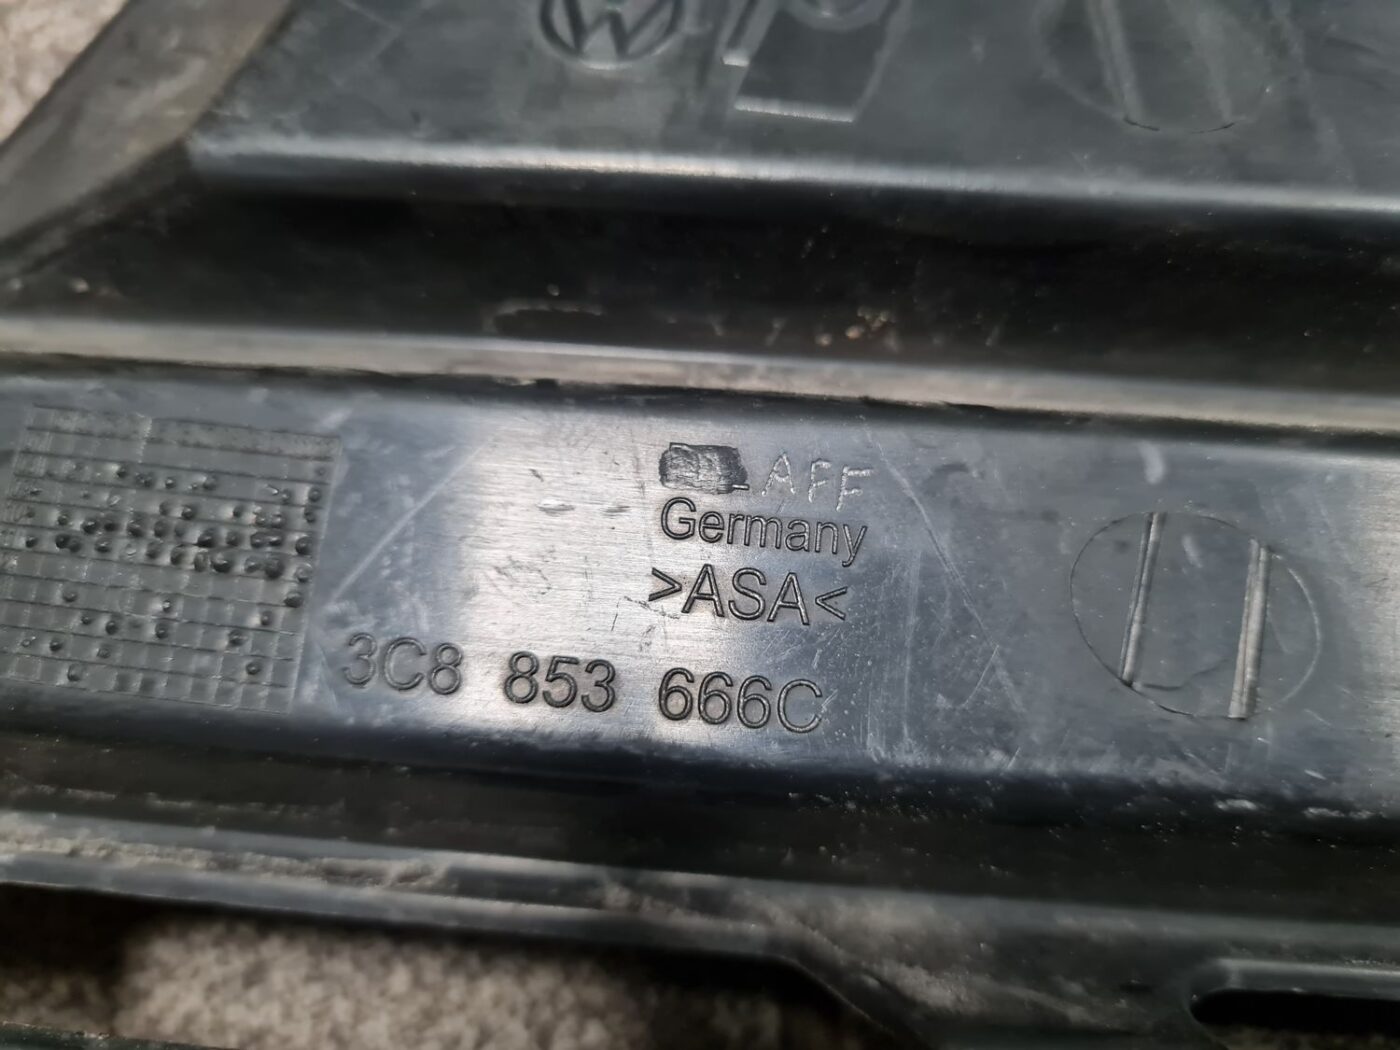 AFF
Germany
>ASA<
3C8 853 666C